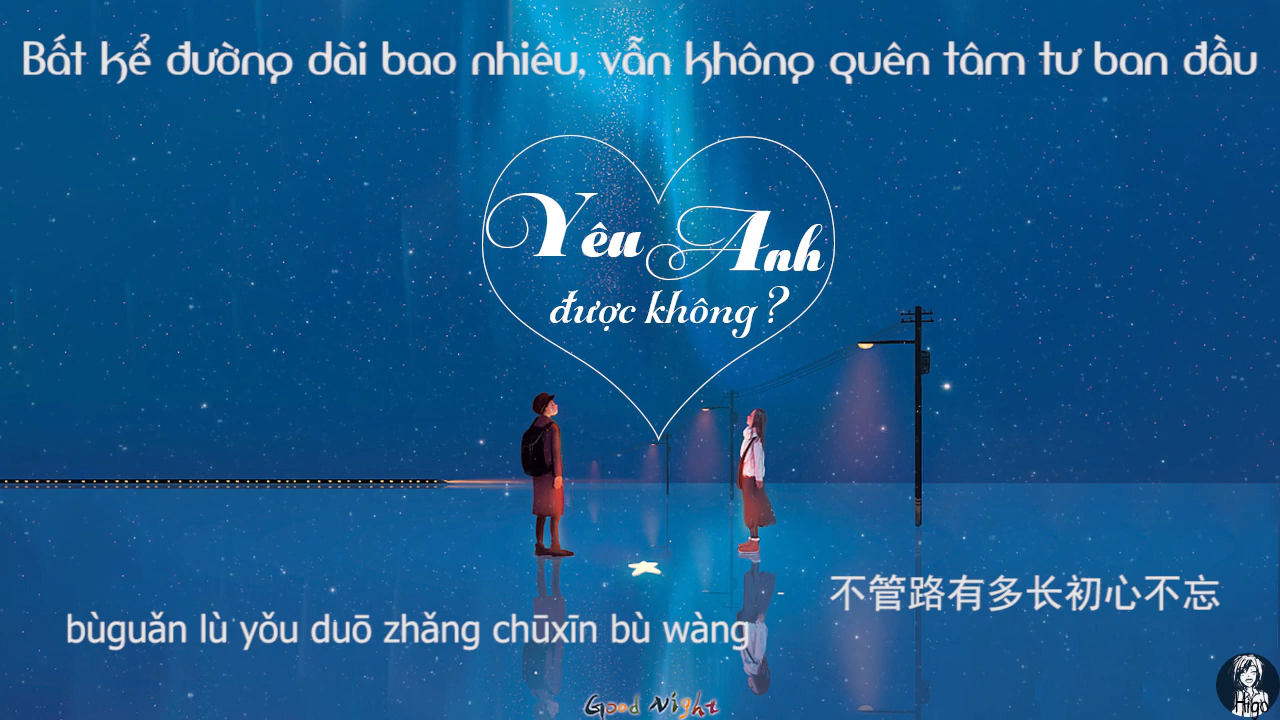 Bất kể đường dài bao nhiêu, vẫn không quên tâm tư ban đầu
Yêu Anh
được không?
不管路有多长初心不忘
bùguǎn lù yǒu duō zhǎng chūxīn bù wàng
Good Night
Higo